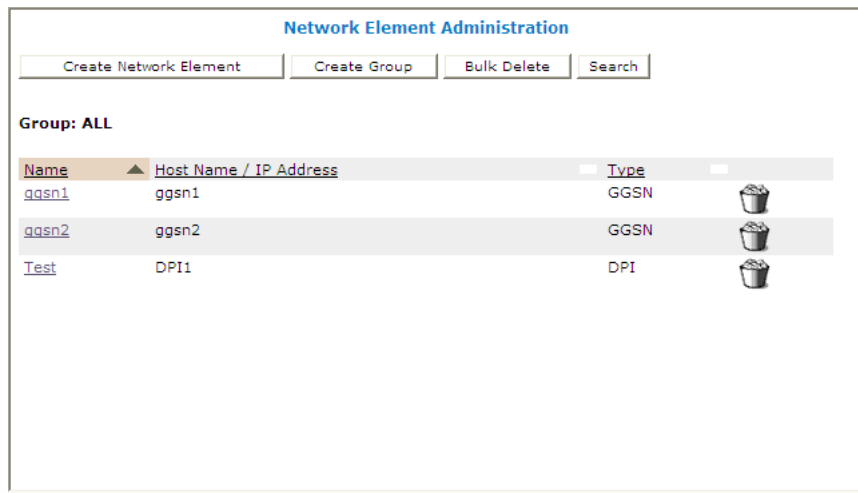 Network Element Administration
Create Network Element Create Group Bulk Delete Search
Group: ALL
Name Host Name / IP Address Type
ggsn1 ggsn1 GGSN
ggsn2 ggsn2 GGSN
Test DPI1 DPI